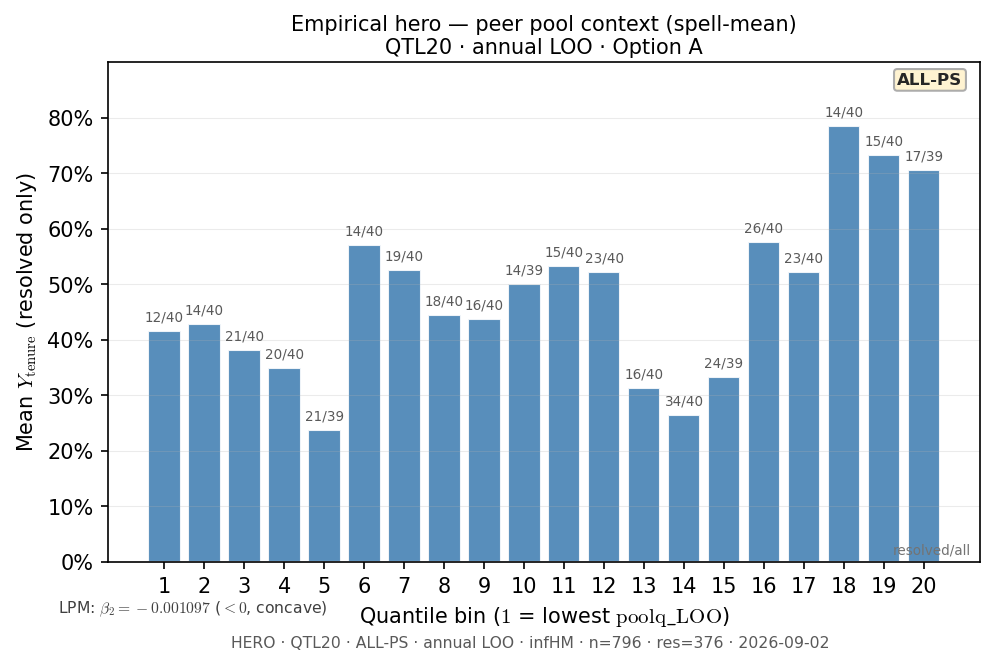 Empirical hero — peer pool context (spell-mean)
QTL20 · annual LOO · Option A
ALL-PS
Mean Y_tenure (resolved only)
80%
70%
60%
50%
40%
30%
20%
10%
0%
12/40 14/40 21/40 20/40 21/39 14/40 19/40 18/40 16/40 14/39 15/40 23/40 16/40 34/40 24/39 26/40 23/40 14/40 15/40 17/39
resolved/all
1 2 3 4 5 6 7 8 9 10 11 12 13 14 15 16 17 18 19 20
LPM: β₂ = −0.001097 (<0, concave)
Quantile bin (1 = lowest poolq_LOO)
HERO · QTL20 · ALL-PS · annual LOO · infHM · n=796 · res=376 · 2026-09-02